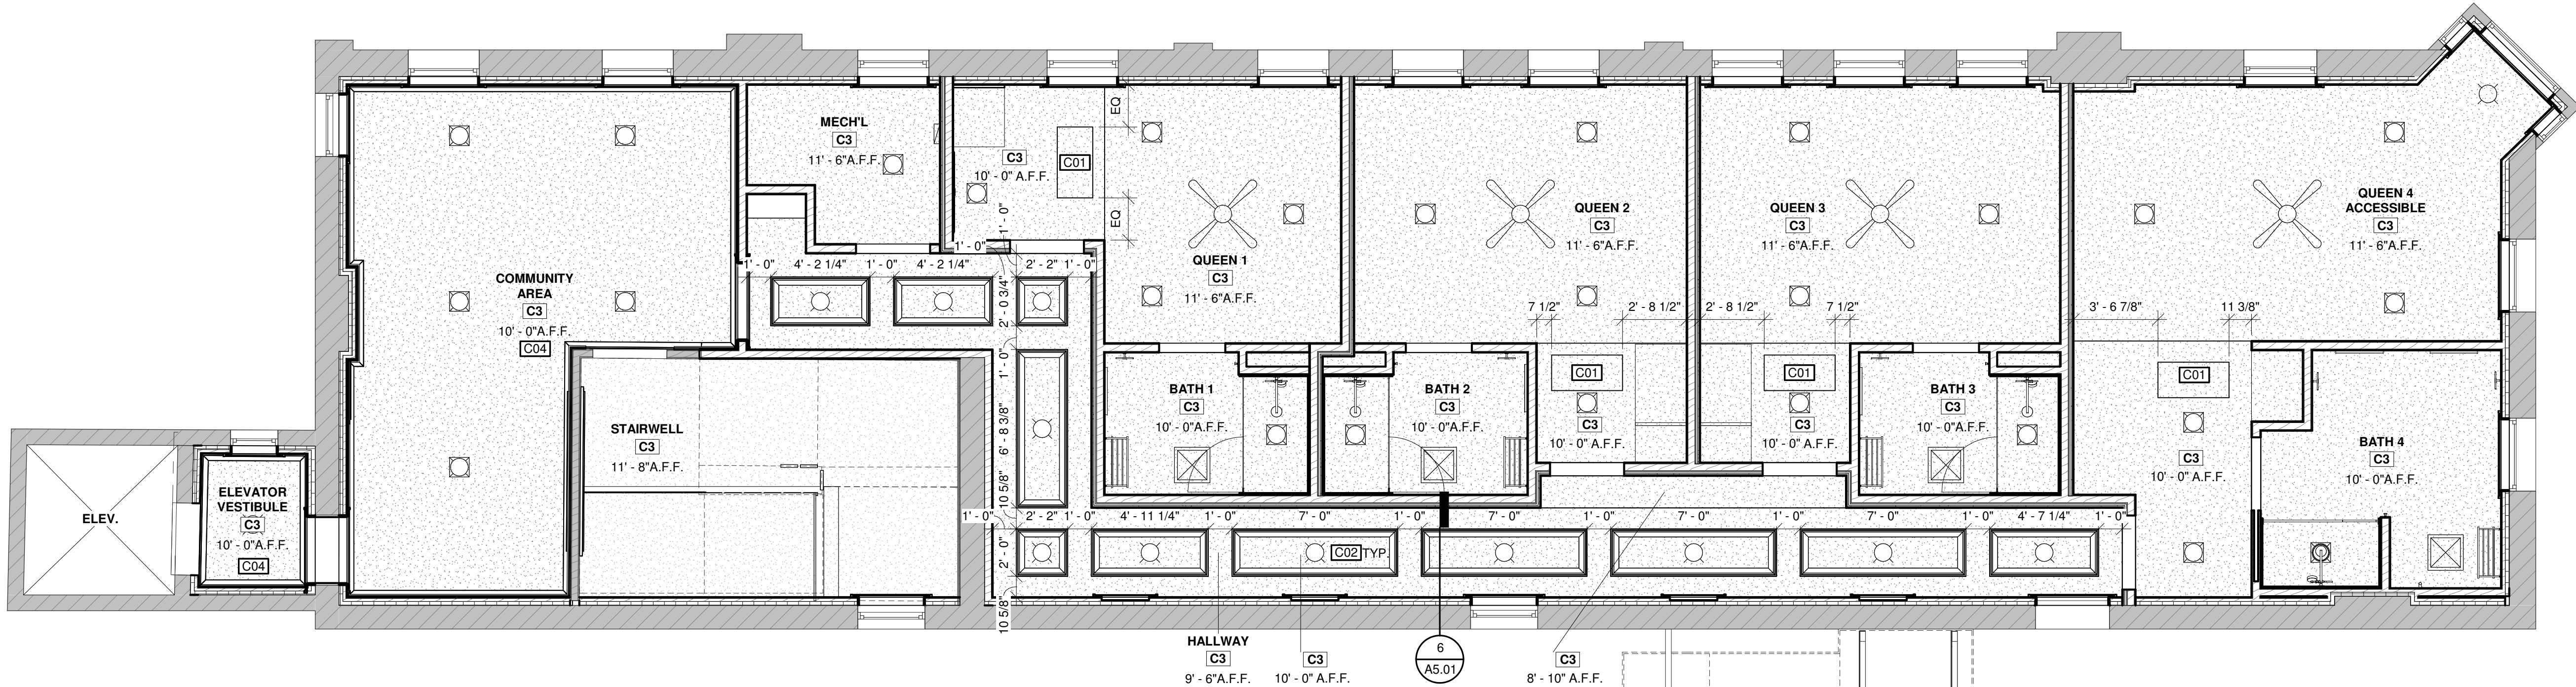 MECH'L
C3
11' - 6"A.F.F.
C3
10' - 0" A.F.F.
C01
EQ
EQ
1' - 0"
1' - 0"
QUEEN 1
C3
11' - 6"A.F.F.
QUEEN 2
C3
11' - 6"A.F.F.
QUEEN 3
C3
11' - 6"A.F.F.
QUEEN 4
ACCESSIBLE
C3
11' - 6"A.F.F.
COMMUNITY
AREA
C3
10' - 0"A.F.F.
C04
1' - 0"
4' - 2 1/4"
1' - 0"
4' - 2 1/4"
2' - 2"
1' - 0"
2' - 0 3/4"
1' - 0"
6' - 8 3/8"
10 5/8"
7 1/2"
2' - 8 1/2"
2' - 8 1/2"
7 1/2"
3' - 6 7/8"
11 3/8"
STAIRWELL
C3
11' - 8"A.F.F.
BATH 1
C3
10' - 0"A.F.F.
BATH 2
C3
10' - 0"A.F.F.
C01
C3
10' - 0" A.F.F.
C01
C3
10' - 0" A.F.F.
BATH 3
C3
10' - 0"A.F.F.
C01
C3
10' - 0" A.F.F.
BATH 4
C3
10' - 0"A.F.F.
ELEV.
ELEVATOR
VESTIBULE
C3
10' - 0"A.F.F.
C04
1' - 0"
2' - 2"
1' - 0"
4' - 11 1/4"
1' - 0"
7' - 0"
1' - 0"
7' - 0"
1' - 0"
7' - 0"
1' - 0"
7' - 0"
1' - 0"
4' - 7 1/4"
1' - 0"
2' - 0"
10 5/8"
C02 TYP.
HALLWAY
C3
9' - 6"A.F.F.
C3
10' - 0" A.F.F.
6
A5.01
C3
8' - 10" A.F.F.